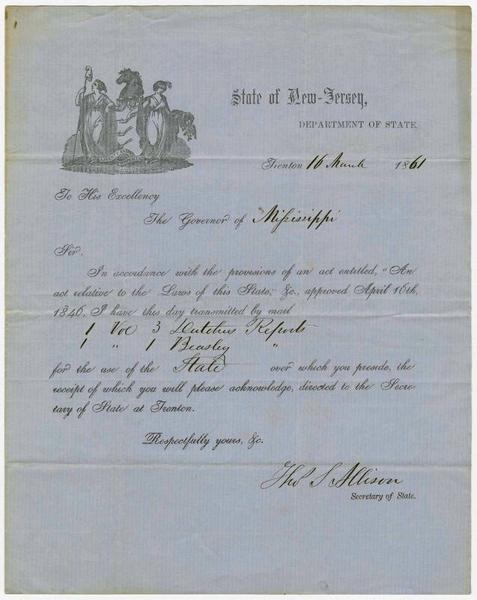 State of New-Jersey,
DEPARTMENT OF STATE,
Trenton 16 March 1861
To His Excellency
The Governor of Mississippi
Sir.
In accordance with the provisions of an act entitled, "An
act relative to the Laws of this State, &c., approved April 16th,
1846, I have this day transmitted by mail
1 Vol 3 Dutchers Reports
1 " 1 Beasley "
for the use of the State over which you preside, the
receipt of which you will please acknowledge, directed to the Secre-
tary of State at Trenton.
Respectfully yours, &c.
Tho S Allison
Secretary of State.